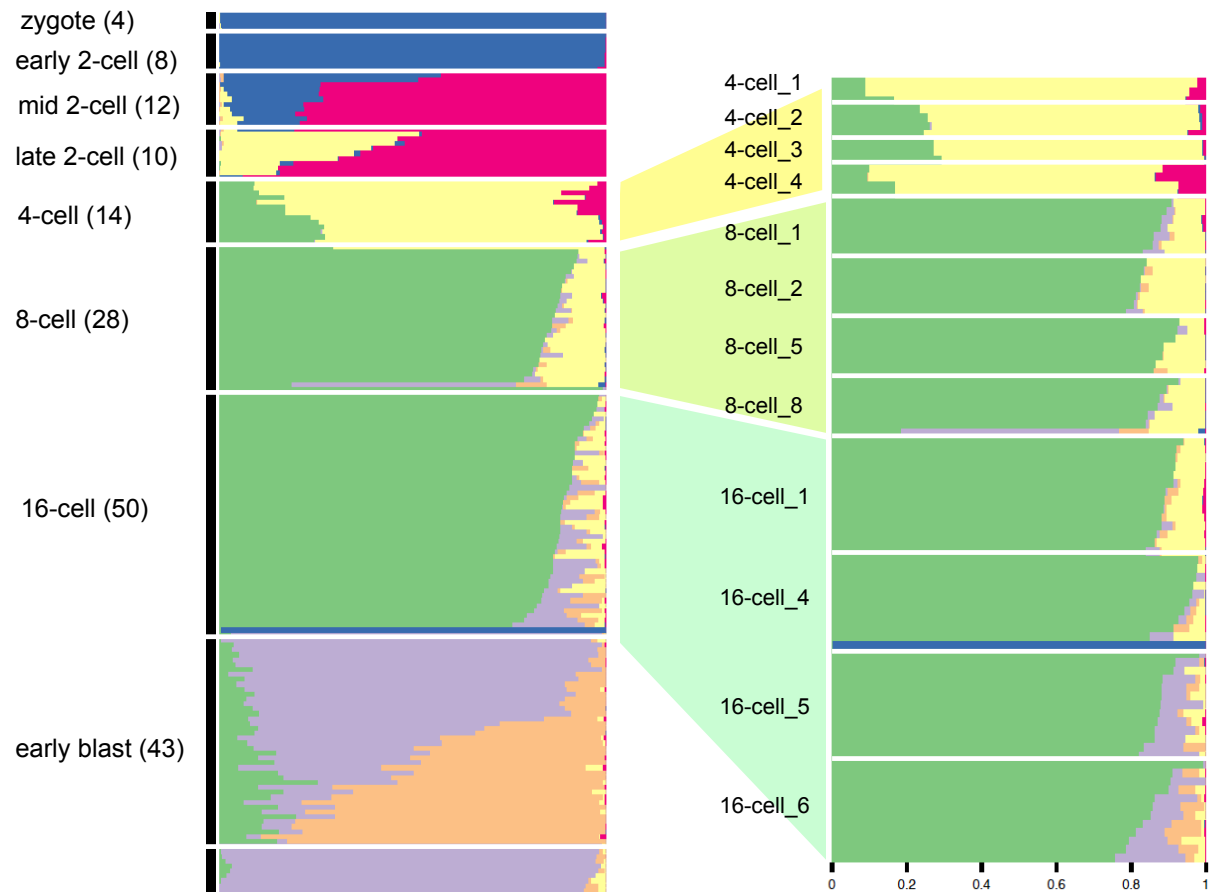 zygote (4)
early 2-cell (8)
mid 2-cell (12)
late 2-cell (10)
4-cell (14)
8-cell (28)
16-cell (50)
early blast (43)
4-cell_1
4-cell_2
4-cell_3
4-cell_4
8-cell_1
8-cell_2
8-cell_5
8-cell_8
16-cell_1
16-cell_4
16-cell_5
16-cell_6
0 0.2 0.4 0.6 0.8 1